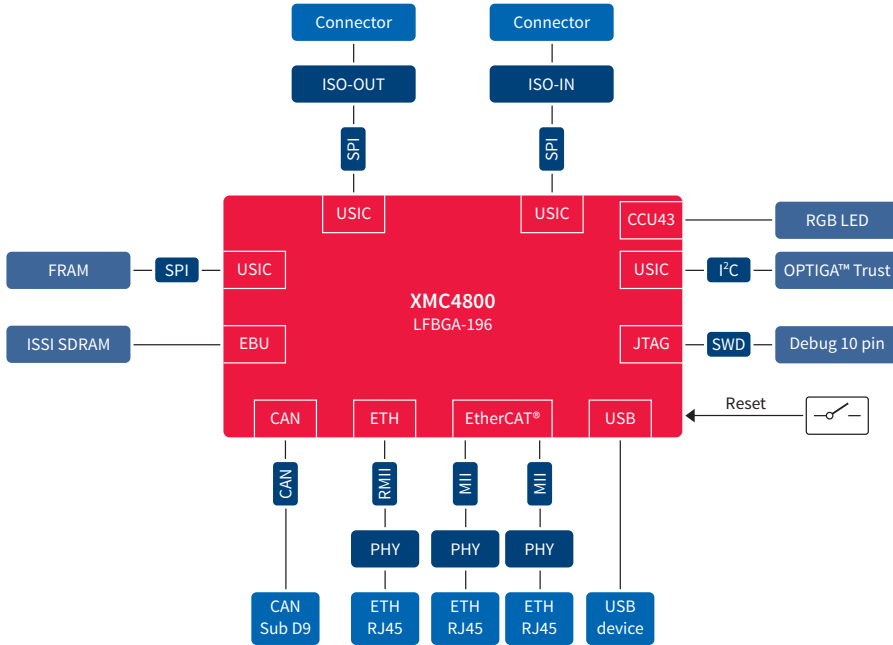 Connector
Connector
ISO-OUT
ISO-IN
SPI
SPI
USIC
USIC
CCU43
RGB LED
FRAM
SPI
USIC
USIC
I²C
OPTIGA™ Trust
XMC4800
LFBGA-196
ISSI SDRAM
EBU
JTAG
SWD
Debug 10 pin
CAN
ETH
EtherCAT®
USB
Reset
CAN
RMII
MII
MII
PHY
PHY
PHY
CAN
Sub D9
ETH
RJ45
ETH
RJ45
ETH
RJ45
USB
device